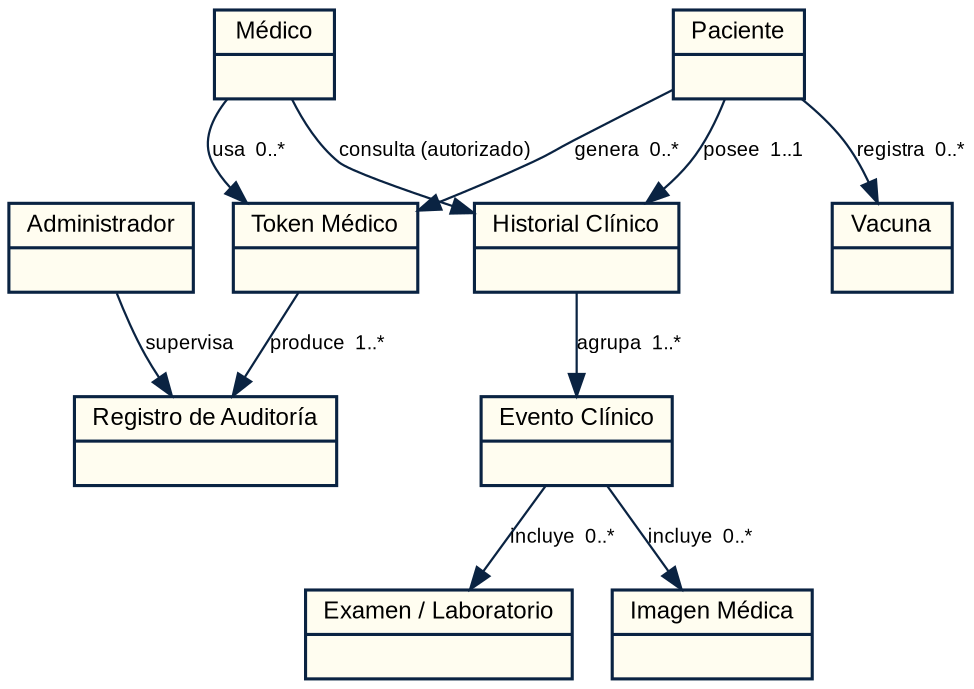 Médico
Paciente
usa 0..*
consulta (autorizado)
genera 0..*
posee 1..1
registra 0..*
Administrador
Token Médico
Historial Clínico
Vacuna
supervisa
produce 1..*
agrupa 1..*
Registro de Auditoría
Evento Clínico
incluye 0..*
incluye 0..*
Examen / Laboratorio
Imagen Médica